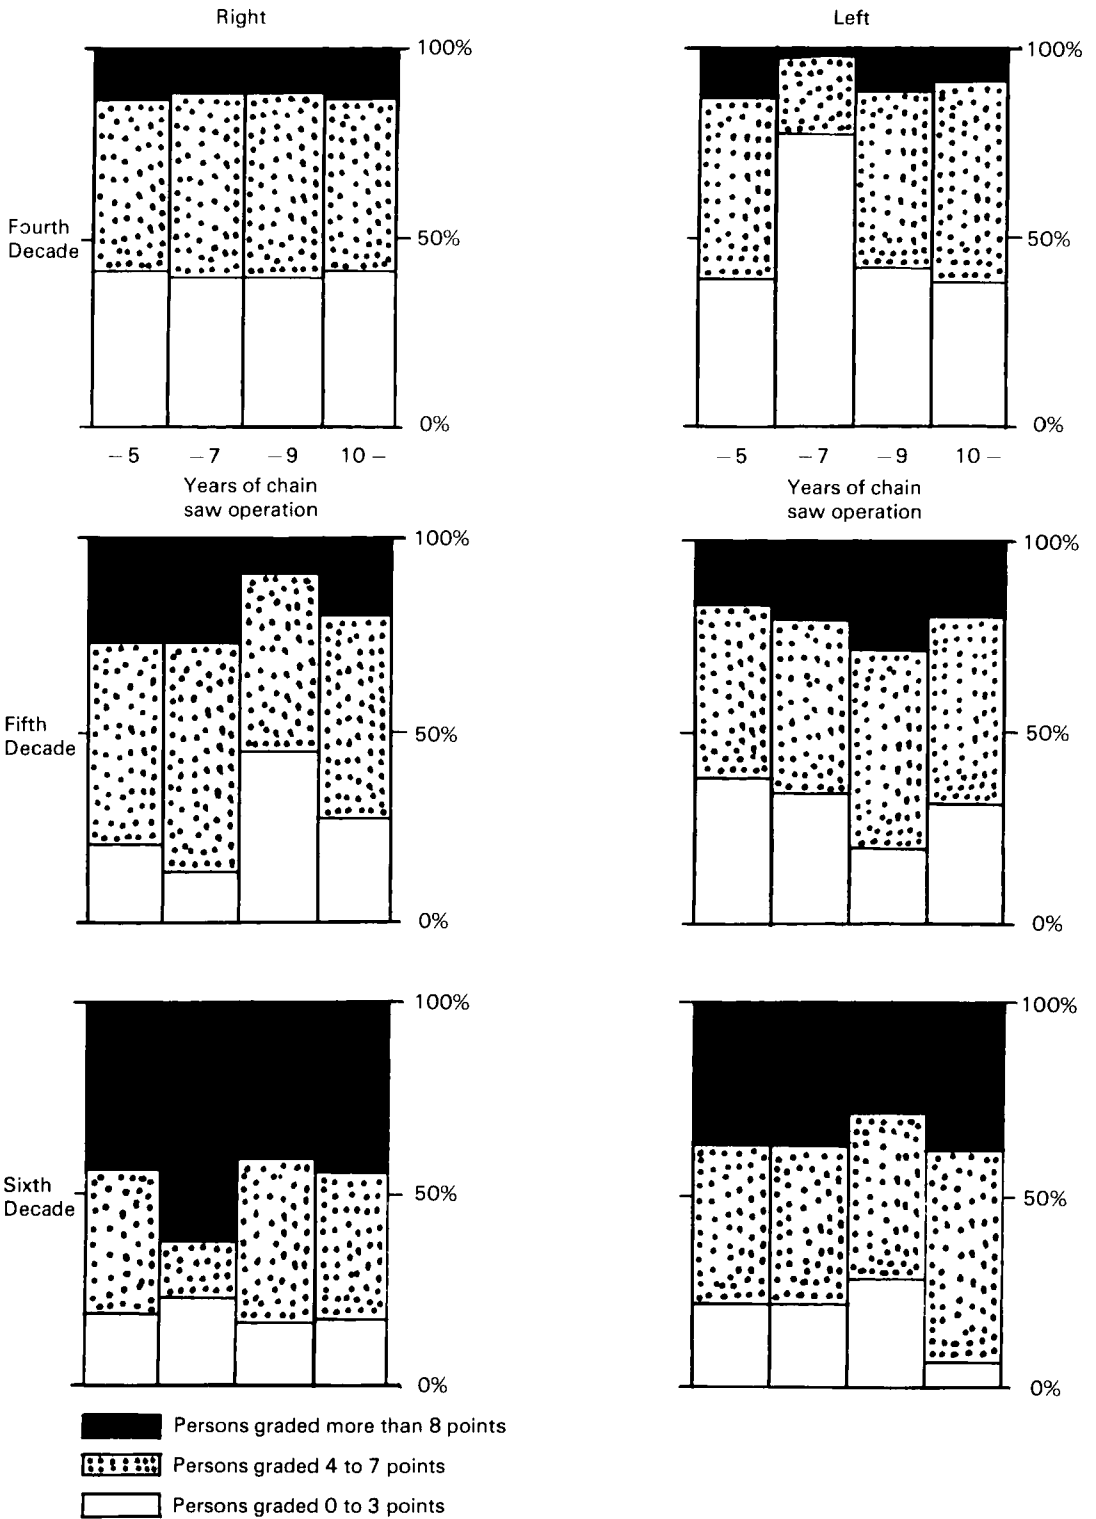 Right
Left
100%
100%
Fourth
Decade
50%
50%
0%
0%
– 5 – 7 – 9 10 –
– 5 – 7 – 9 10 –
Years of chain
saw operation
Years of chain
saw operation
100%
100%
Fifth
Decade
50%
50%
0%
0%
100%
100%
Sixth
Decade
50%
50%
0%
0%
Persons graded more than 8 points
Persons graded 4 to 7 points
Persons graded 0 to 3 points